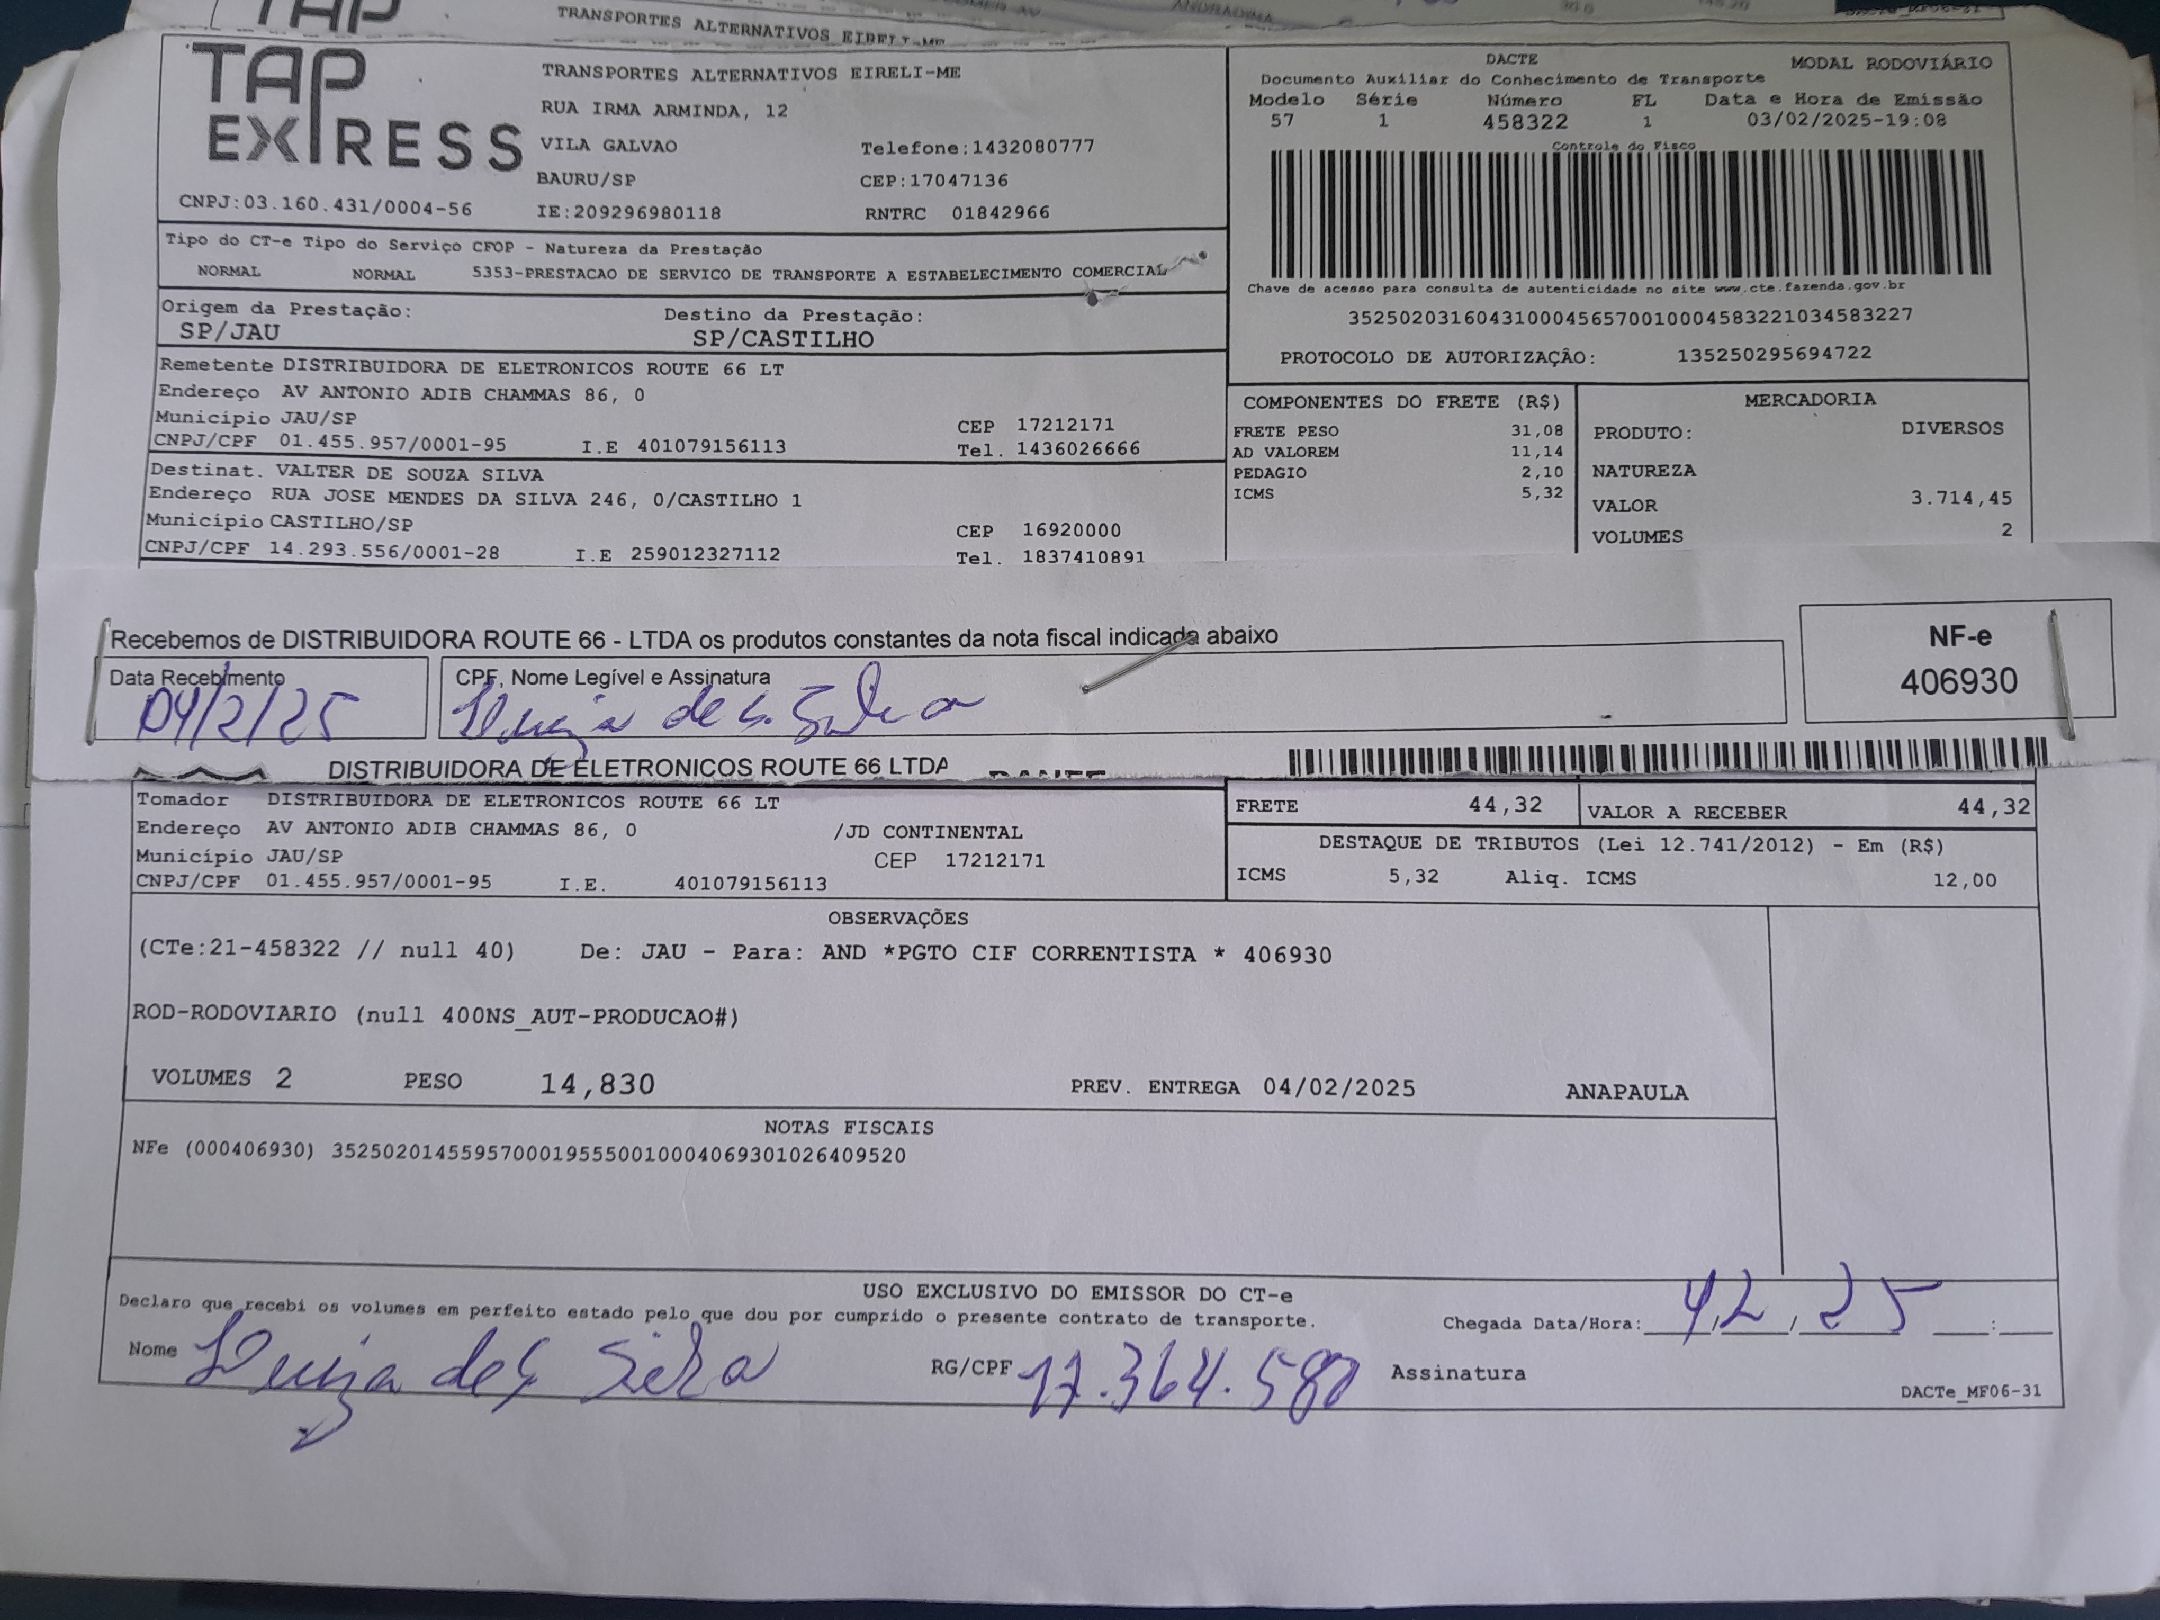 TRANSPORTES ALTERNATIVOS EIRELI-ME
TAP EXPRESS
TRANSPORTES ALTERNATIVOS EIRELI-ME
RUA IRMA ARMINDA, 12
VILA GALVAO Telefone:1432080777
BAURU/SP CEP:17047136
CNPJ:03.160.431/0004-56 IE:209296980118 RNTRC 01842966
DACTE MODAL RODOVIÁRIO
Documento Auxiliar do Conhecimento de Transporte
Modelo Série Número FL Data e Hora de Emissão
57 1 458322 1 03/02/2025-19:08
Controle do Fisco
Chave de acesso para consulta de autenticidade no site www.cte.fazenda.gov.br
35250203160431000456570010004583221034583227
PROTOCOLO DE AUTORIZAÇÃO: 135250295694722
Tipo do CT-e Tipo do Serviço CFOP - Natureza da Prestação
NORMAL NORMAL 5353-PRESTACAO DE SERVICO DE TRANSPORTE A ESTABELECIMENTO COMERCIAL
Origem da Prestação: Destino da Prestação:
SP/JAU SP/CASTILHO
Remetente DISTRIBUIDORA DE ELETRONICOS ROUTE 66 LT
Endereço AV ANTONIO ADIB CHAMMAS 86, 0
Município JAU/SP CEP 17212171
CNPJ/CPF 01.455.957/0001-95 I.E 401079156113 Tel. 1436026666
Destinat. VALTER DE SOUZA SILVA
Endereço RUA JOSE MENDES DA SILVA 246, 0/CASTILHO 1
Município CASTILHO/SP CEP 16920000
CNPJ/CPF 14.293.556/0001-28 I.E 259012327112 Tel. 1837410891
COMPONENTES DO FRETE (R$)
FRETE PESO 31,08
AD VALOREM 11,14
PEDAGIO 2,10
ICMS 5,32
MERCADORIA
PRODUTO: DIVERSOS
NATUREZA
VALOR 3.714,45
VOLUMES 2
Recebemos de DISTRIBUIDORA ROUTE 66 - LTDA os produtos constantes da nota fiscal indicada abaixo
Data Recebimento CPF, Nome Legível e Assinatura
04/2/25 Luzia de S. Silva
NF-e
406930
DISTRIBUIDORA DE ELETRONICOS ROUTE 66 LTDA
Tomador DISTRIBUIDORA DE ELETRONICOS ROUTE 66 LT
Endereço AV ANTONIO ADIB CHAMMAS 86, 0 /JD CONTINENTAL
Município JAU/SP CEP 17212171
CNPJ/CPF 01.455.957/0001-95 I.E. 401079156113
FRETE 44,32 VALOR A RECEBER 44,32
DESTAQUE DE TRIBUTOS (Lei 12.741/2012) - Em (R$)
ICMS 5,32 Aliq. ICMS 12,00
OBSERVAÇÕES
(CTe:21-458322 // null 40) De: JAU - Para: AND *PGTO CIF CORRENTISTA * 406930
ROD-RODOVIARIO (null 400NS_AUT-PRODUCAO#)
VOLUMES 2 PESO 14,830 PREV. ENTREGA 04/02/2025 ANAPAULA
NOTAS FISCAIS
NFe (000406930) 35250201455957000195550010004069301026409520
USO EXCLUSIVO DO EMISSOR DO CT-e
Declaro que recebi os volumes em perfeito estado pelo que dou por cumprido o presente contrato de transporte.
Chegada Data/Hora: 4/2/25 __:__
Nome Luzia de S Silva RG/CPF 17.364.580 Assinatura
DACTe_MF06-31